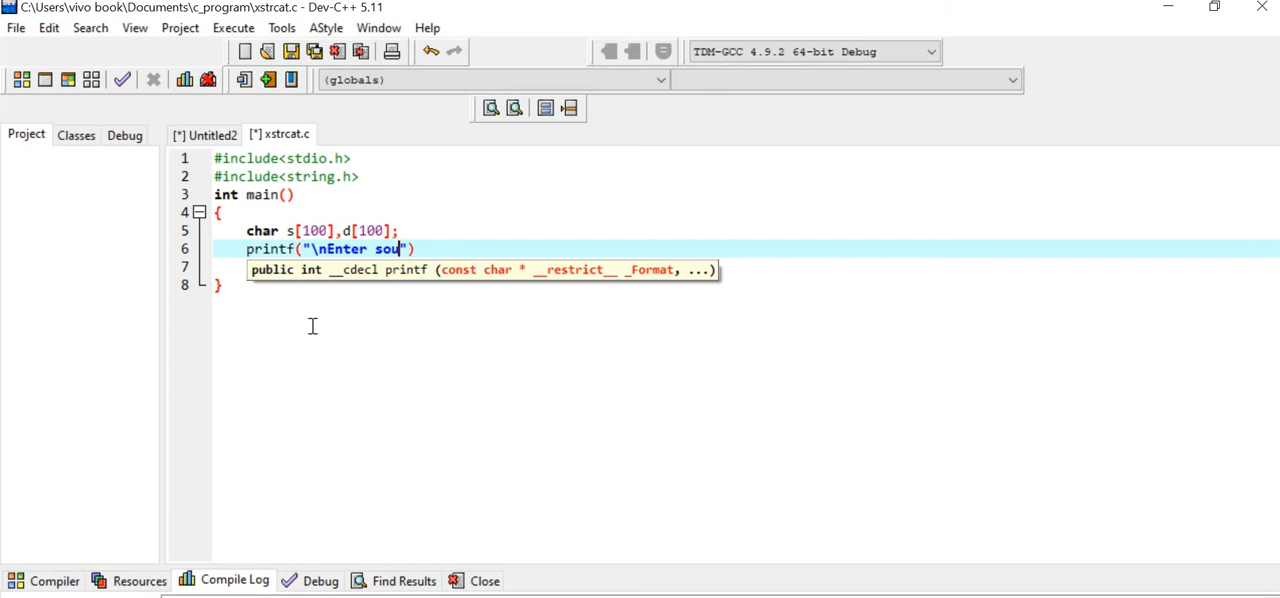 C:\Users\vivo book\Documents\c_program\xstrcat.c - Dev-C++ 5.11
File Edit Search View Project Execute Tools AStyle Window Help
TDM-GCC 4.9.2 64-bit Debug
(globals)
Project Classes Debug [*] Untitled2 [*] xstrcat.c
1 #include<stdio.h>
2 #include<string.h>
3 int main()
4 {
5 char s[100],d[100];
6 printf("\nEnter sou")
7 public int __cdecl printf (const char * __restrict__ _Format, ...)
8 }
Compiler Resources Compile Log Debug Find Results Close